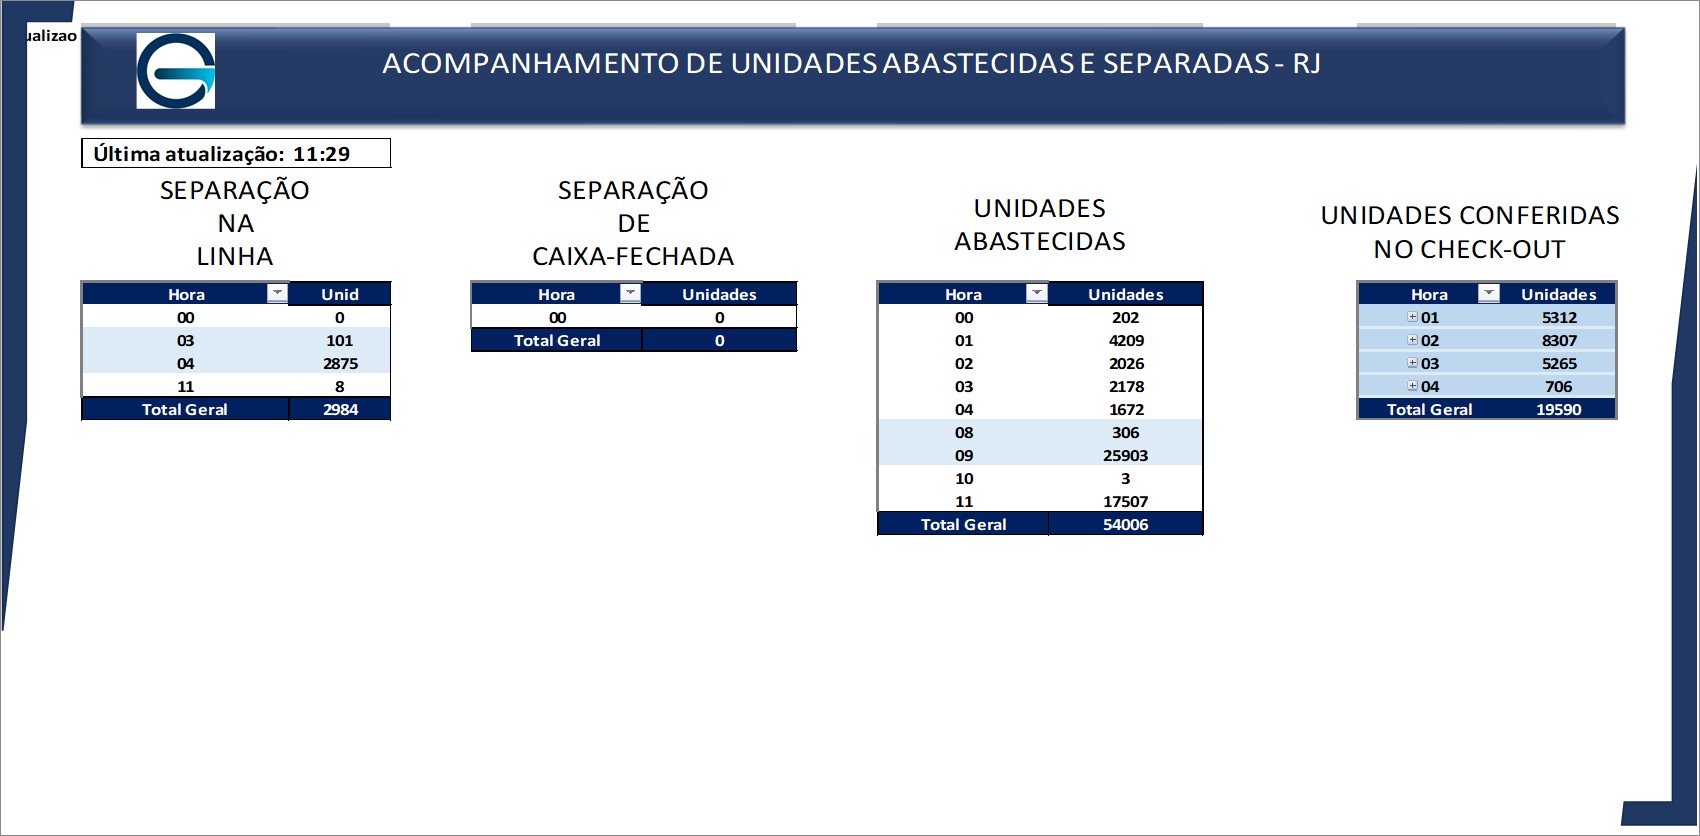 ualizao
ACOMPANHAMENTO DE UNIDADES ABASTECIDAS E SEPARADAS - RJ
Última atualização: 11:29
SEPARAÇÃO
NA
LINHA
Hora Unid
00 0
03 101
04 2875
11 8
Total Geral 2984
SEPARAÇÃO
DE
CAIXA-FECHADA
Hora Unidades
00 0
Total Geral 0
UNIDADES
ABASTECIDAS
Hora Unidades
00 202
01 4209
02 2026
03 2178
04 1672
08 306
09 25903
10 3
11 17507
Total Geral 54006
UNIDADES CONFERIDAS
NO CHECK-OUT
Hora Unidades
01 5312
02 8307
03 5265
04 706
Total Geral 19590